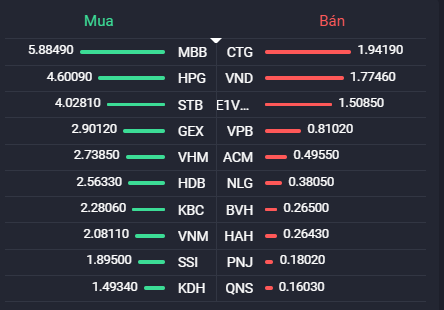 Mua Bán
5.88490 MBB CTG 1.94190
4.60090 HPG VND 1.77460
4.02810 STB E1V... 1.50850
2.90120 GEX VPB 0.81020
2.73850 VHM ACM 0.49550
2.56330 HDB NLG 0.38050
2.28060 KBC BVH 0.26500
2.08110 VNM HAH 0.26430
1.89500 SSI PNJ 0.18020
1.49340 KDH QNS 0.16030